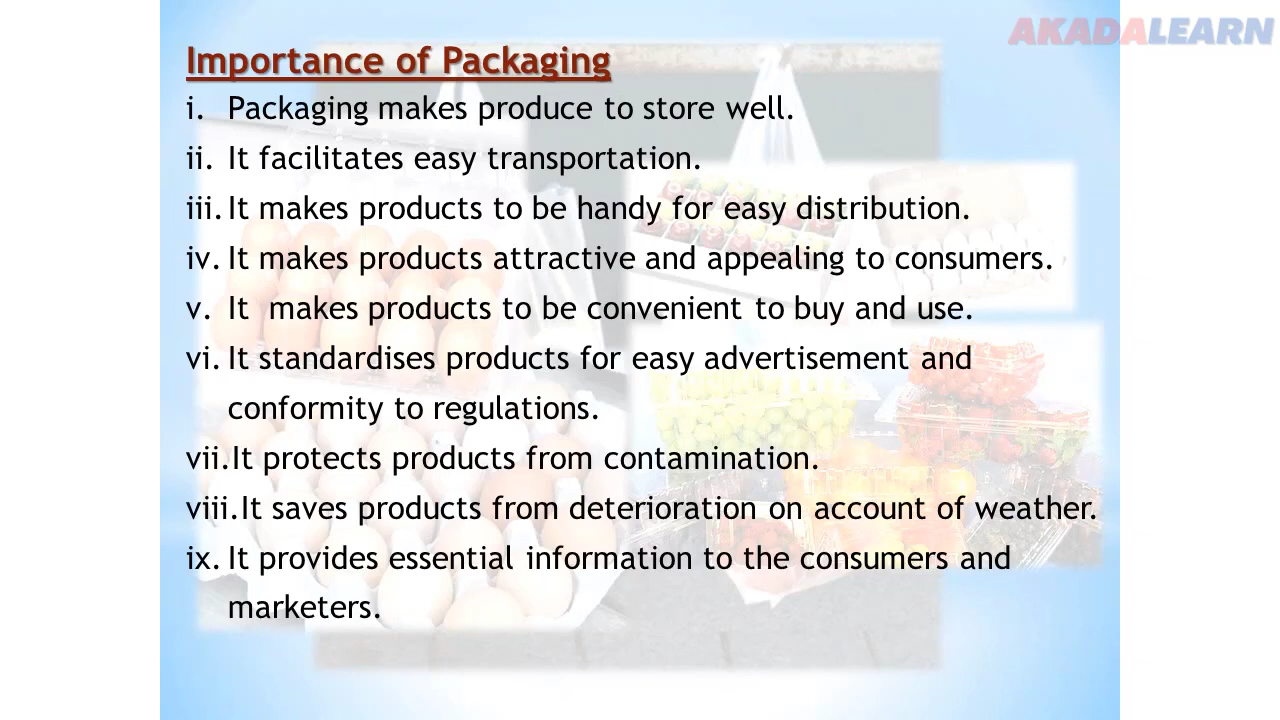 AKADALEARN
Importance of Packaging
i. Packaging makes produce to store well.
ii. It facilitates easy transportation.
iii. It makes products to be handy for easy distribution.
iv. It makes products attractive and appealing to consumers.
v. It  makes products to be convenient to buy and use.
vi. It standardises products for easy advertisement and
conformity to regulations.
vii.It protects products from contamination.
viii.It saves products from deterioration on account of weather.
ix. It provides essential information to the consumers and
marketers.